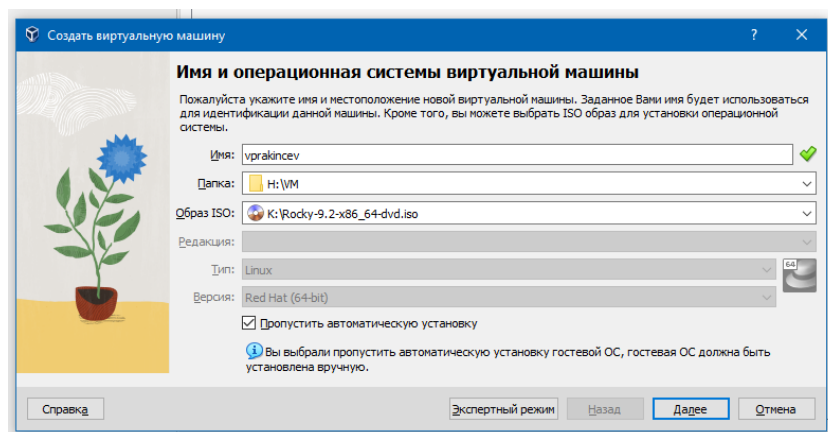 Создать виртуальную машину
Имя и операционная системы виртуальной машины
Пожалуйста укажите имя и местоположение новой виртуальной машины. Заданное Вами имя будет использоваться
для идентификации данной машины. Кроме того, вы можете выбрать ISO образ для установки операционной
системы.
Имя: vprakincev
Папка: H:\VM
Образ ISO: K:\Rocky-9.2-x86_64-dvd.iso
Редакция:
Тип: Linux
64
Версия: Red Hat (64-bit)
Пропустить автоматическую установку
Вы выбрали пропустить автоматическую установку гостевой ОС, гостевая ОС должна быть
установлена вручную.
Справка Экспертный режим Назад Далее Отмена